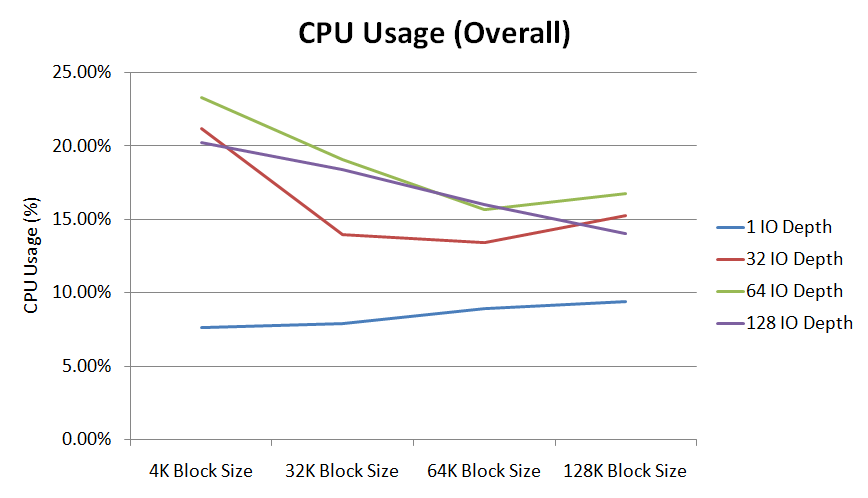 CPU Usage (Overall)
25.00%
20.00%
15.00%
10.00%
5.00%
0.00%
CPU Usage (%)
4K Block Size
32K Block Size
64K Block Size
128K Block Size
1 IO Depth
32 IO Depth
64 IO Depth
128 IO Depth